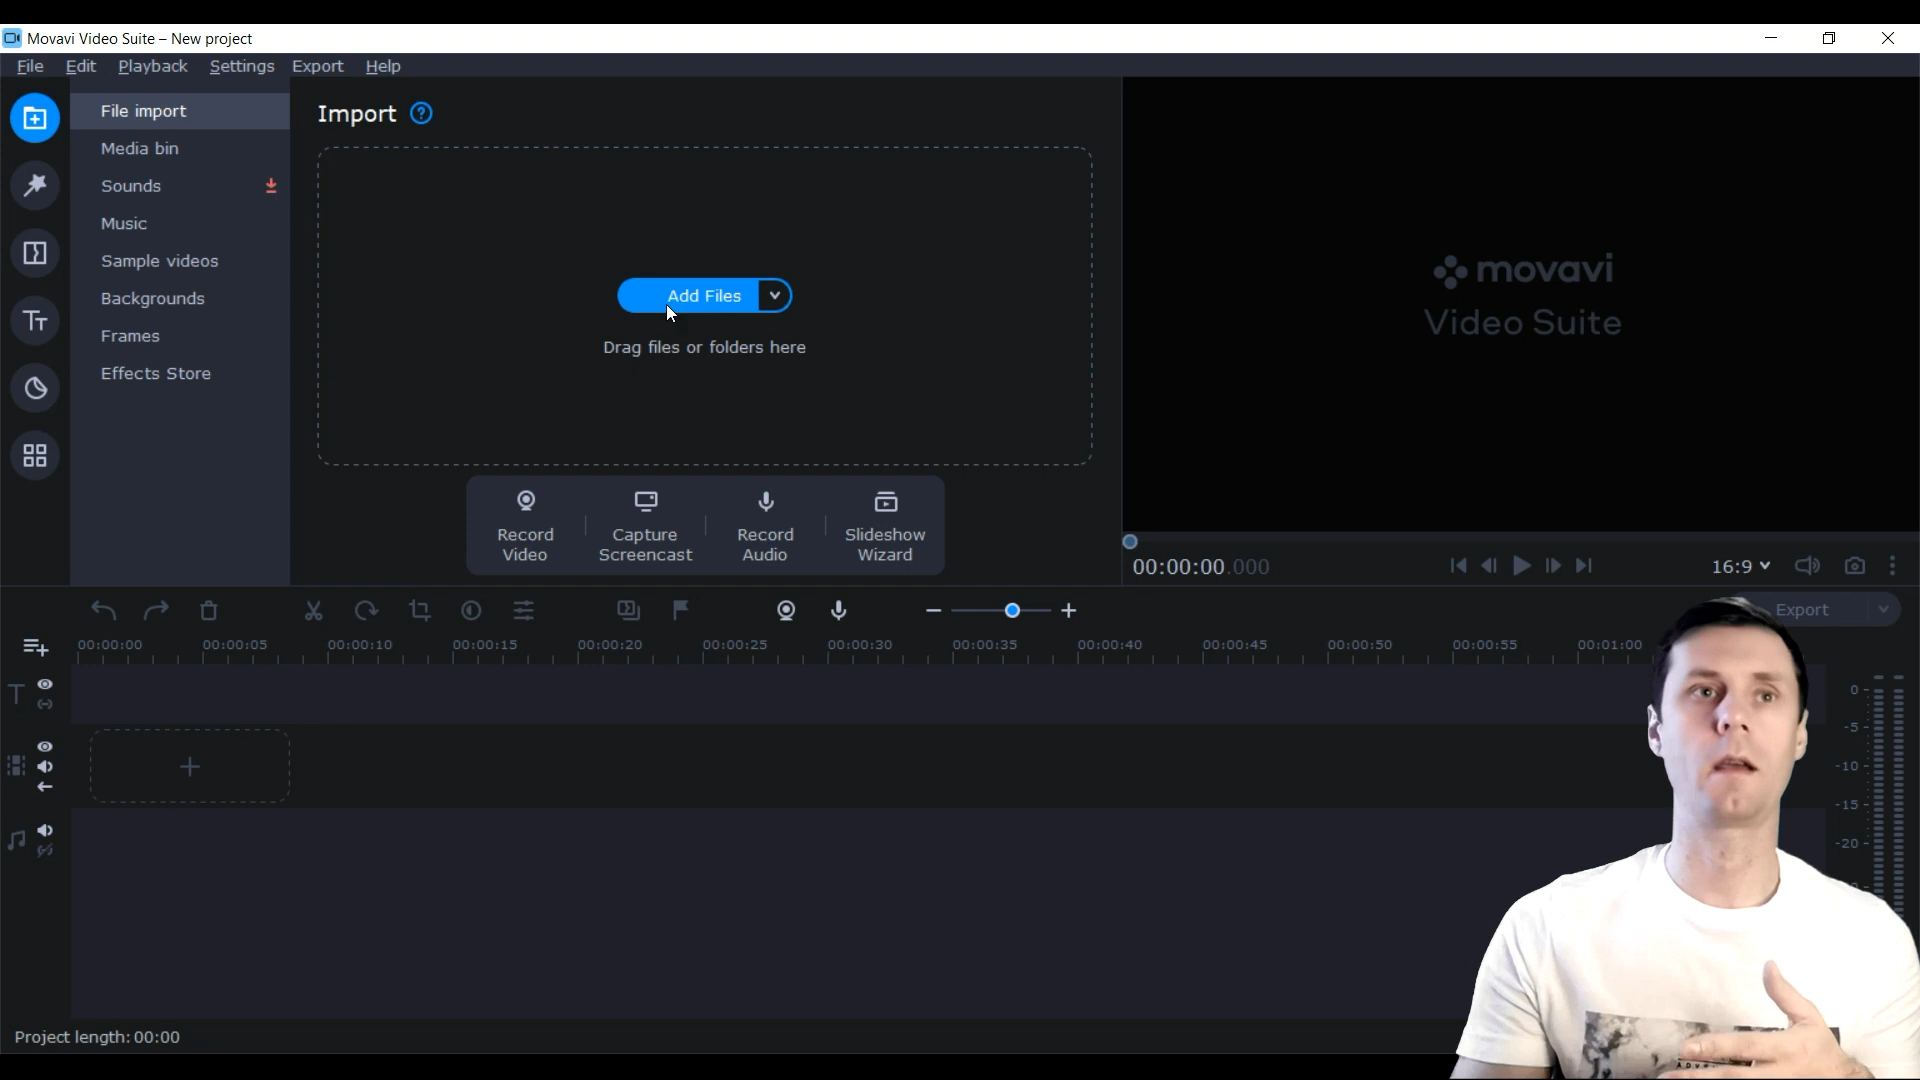 Movavi Video Suite – New project
File Edit Playback Settings Export Help
File import
Media bin
Sounds
Music
Sample videos
Backgrounds
Frames
Effects Store
Import ?
Add Files
Drag files or folders here
Record
Video
Capture
Screencast
Record
Audio
Slideshow
Wizard
movavi
Video Suite
00:00:00.000
16:9
Export
00:00:00 00:00:05 00:00:10 00:00:15 00:00:20 00:00:25 00:00:30 00:00:35 00:00:40 00:00:45 00:00:50 00:00:55 00:01:00
0
-5
-10
-15
-20
Project length: 00:00